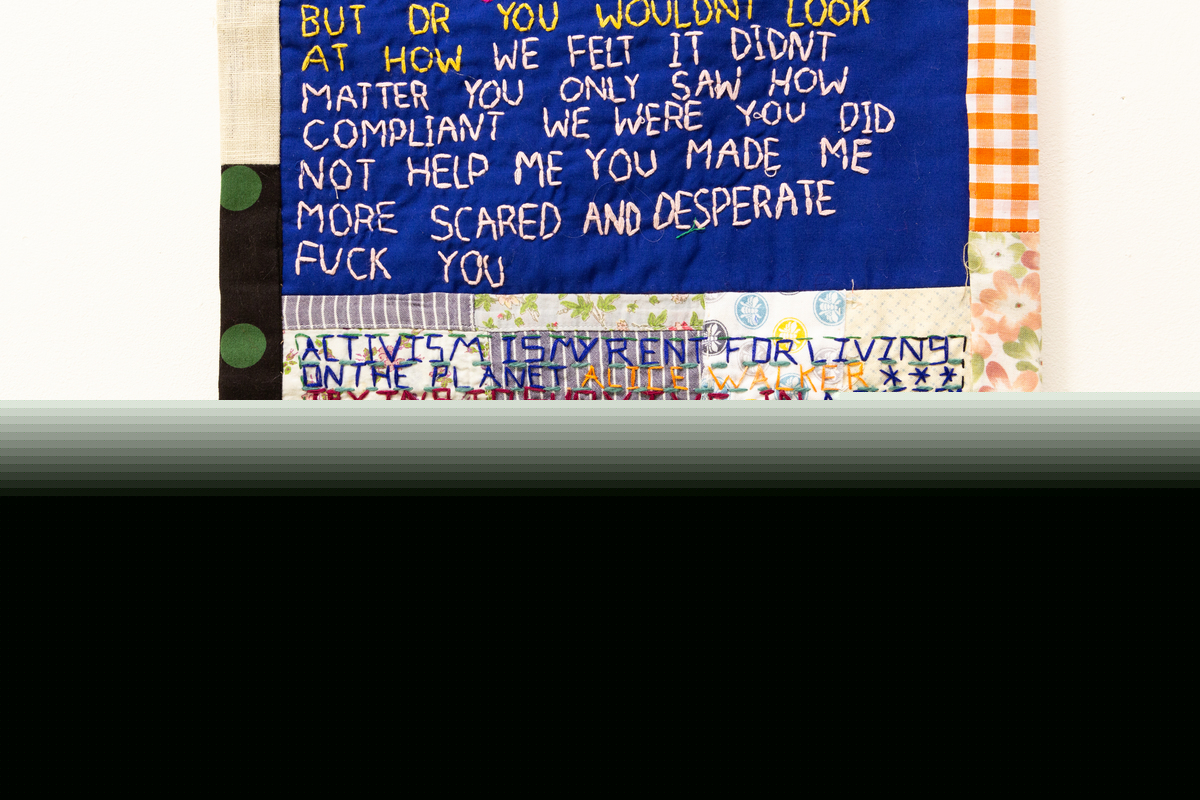 BUT DR YOU WOULDNT LOOK
AT HOW WE FELT IT DIDNT
MATTER YOU ONLY SAW HOW
COMPLIANT WE WERE YOU DID
NOT HELP ME YOU MADE ME
MORE SCARED AND DESPERATE
FUCK YOU
ACTIVISM IS MY RENT FOR LIVING
ON THE PLANET ALICE WALKER ***